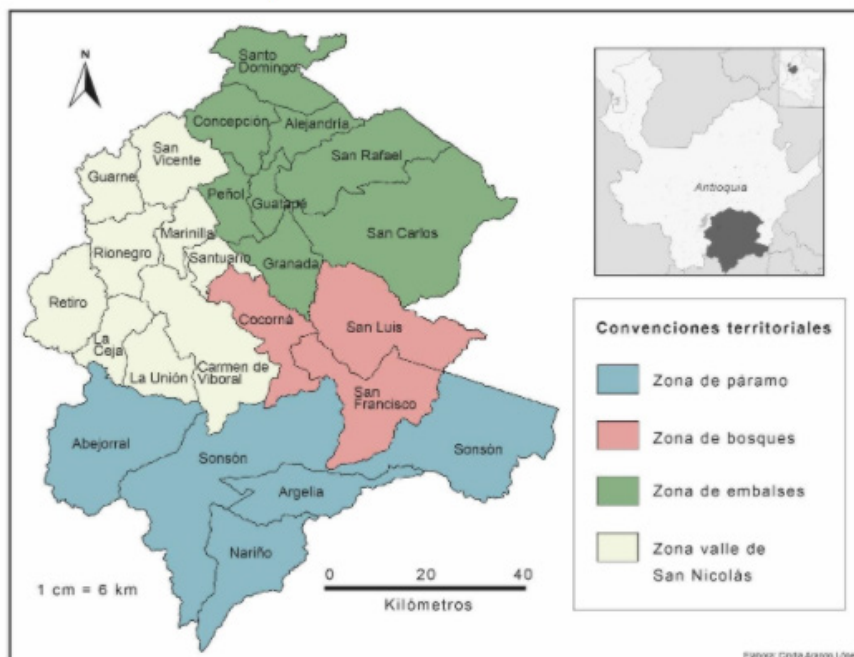 N
Santo
Domingo
Concepción
Alejandría
San
Vicente
San Rafael
Guarne
Peñol
Guatapé
Marinilla
San Carlos
Rionegro
Santuario
Granada
Retiro
Cocorná
San Luis
La
Ceja
Carmen de
Viboral
La Unión
San
Francisco
Abejorral
Sonsón
Sonsón
Argelia
Nariño
1 cm = 6 km
0 20 40
Kilómetros
Antioquia
Convenciones territoriales
Zona de páramo
Zona de bosques
Zona de embalses
Zona valle de
San Nicolás